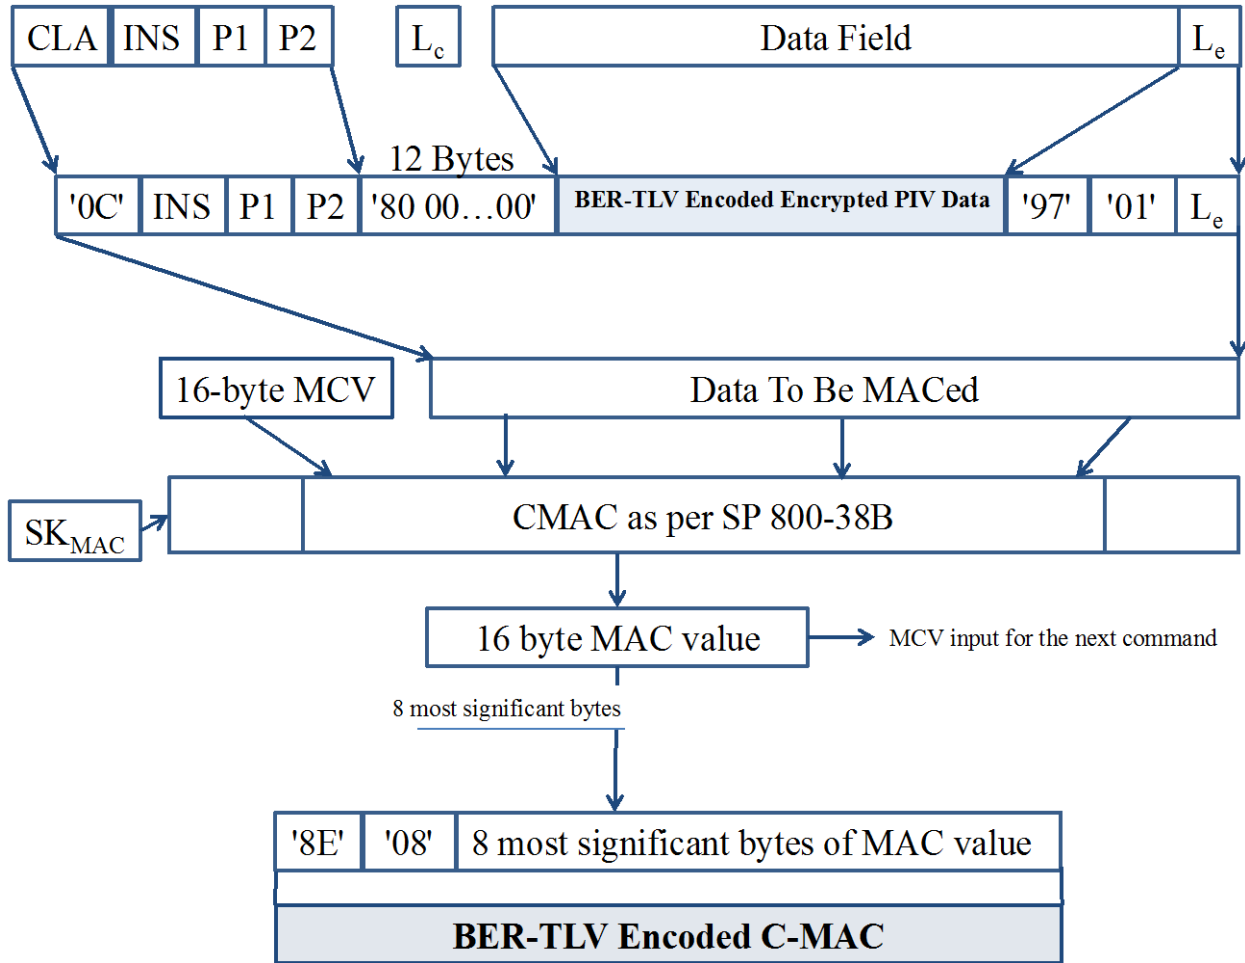 CLA INS P1 P2 Lc Data Field Le
12 Bytes
'0C' INS P1 P2 '80 00…00' BER-TLV Encoded Encrypted PIV Data '97' '01' Le
16-byte MCV Data To Be MACed
SKMAC CMAC as per SP 800-38B
16 byte MAC value MCV input for the next command
8 most significant bytes
'8E' '08' 8 most significant bytes of MAC value
BER-TLV Encoded C-MAC